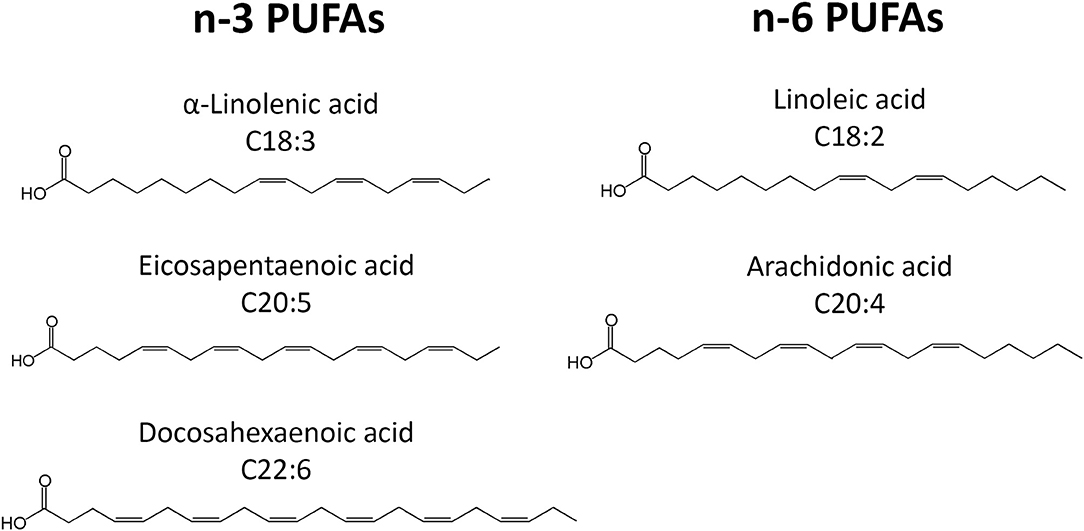 n-3 PUFAs
α-Linolenic acid
C18:3
O
HO
Eicosapentaenoic acid
C20:5
O
HO
Docosahexaenoic acid
C22:6
O
HO
n-6 PUFAs
Linoleic acid
C18:2
O
HO
Arachidonic acid
C20:4
O
HO